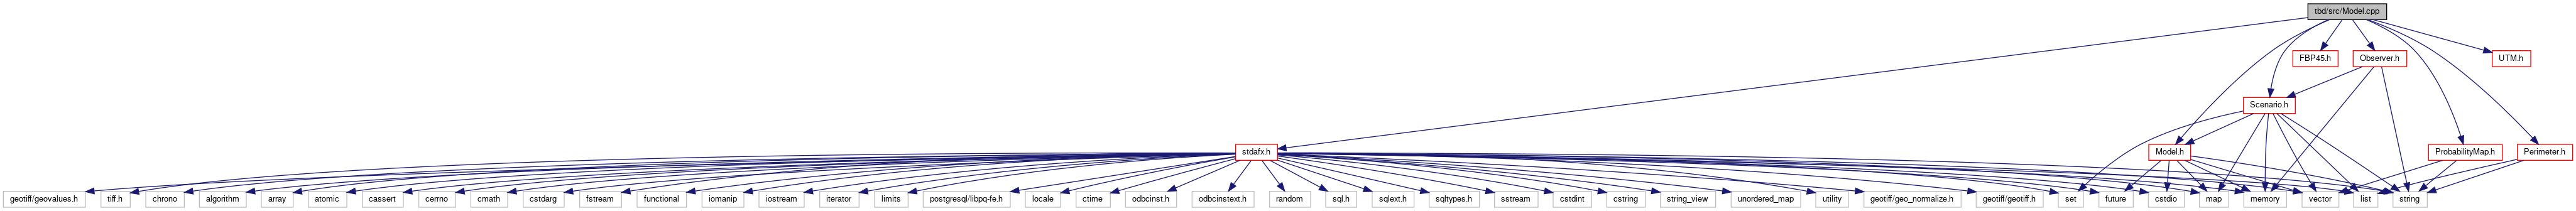 tbd/src/Model.cpp
FBP45.h
Observer.h
UTM.h
Scenario.h
stdafx.h
Model.h
ProbabilityMap.h
Perimeter.h
geotiff/geovalues.h
tiff.h
chrono
algorithm
array
atomic
cassert
cerrno
cmath
cstdarg
fstream
functional
iomanip
iostream
iterator
limits
postgresql/libpq-fe.h
locale
ctime
odbcinst.h
odbcinstext.h
random
sql.h
sqlext.h
sqltypes.h
sstream
cstdint
cstring
string_view
unordered_map
utility
geotiff/geo_normalize.h
geotiff/geotiff.h
set
future
cstdio
map
memory
vector
list
string